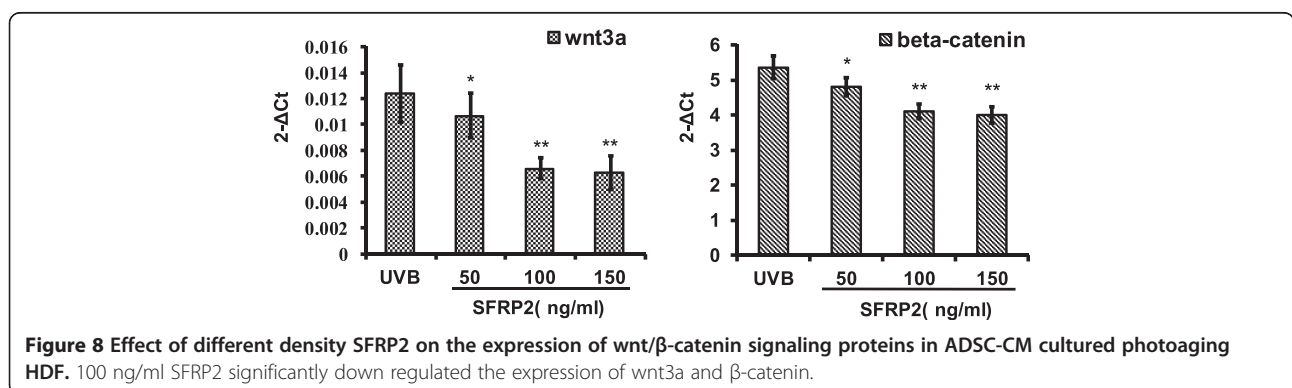 wnt3a
0.016
0.014
0.012
0.01
0.008
0.006
0.004
0.002
0
2-ΔCt
*
**
**
UVB 50 100 150
SFRP2( ng/ml)
beta-catenin
6
5
4
3
2
1
0
2-ΔCt
*
**
**
UVB 50 100 150
SFRP2( ng/ml)
Figure 8 Effect of different density SFRP2 on the expression of wnt/β-catenin signaling proteins in ADSC-CM cultured photoaging
HDF. 100 ng/ml SFRP2 significantly down regulated the expression of wnt3a and β-catenin.